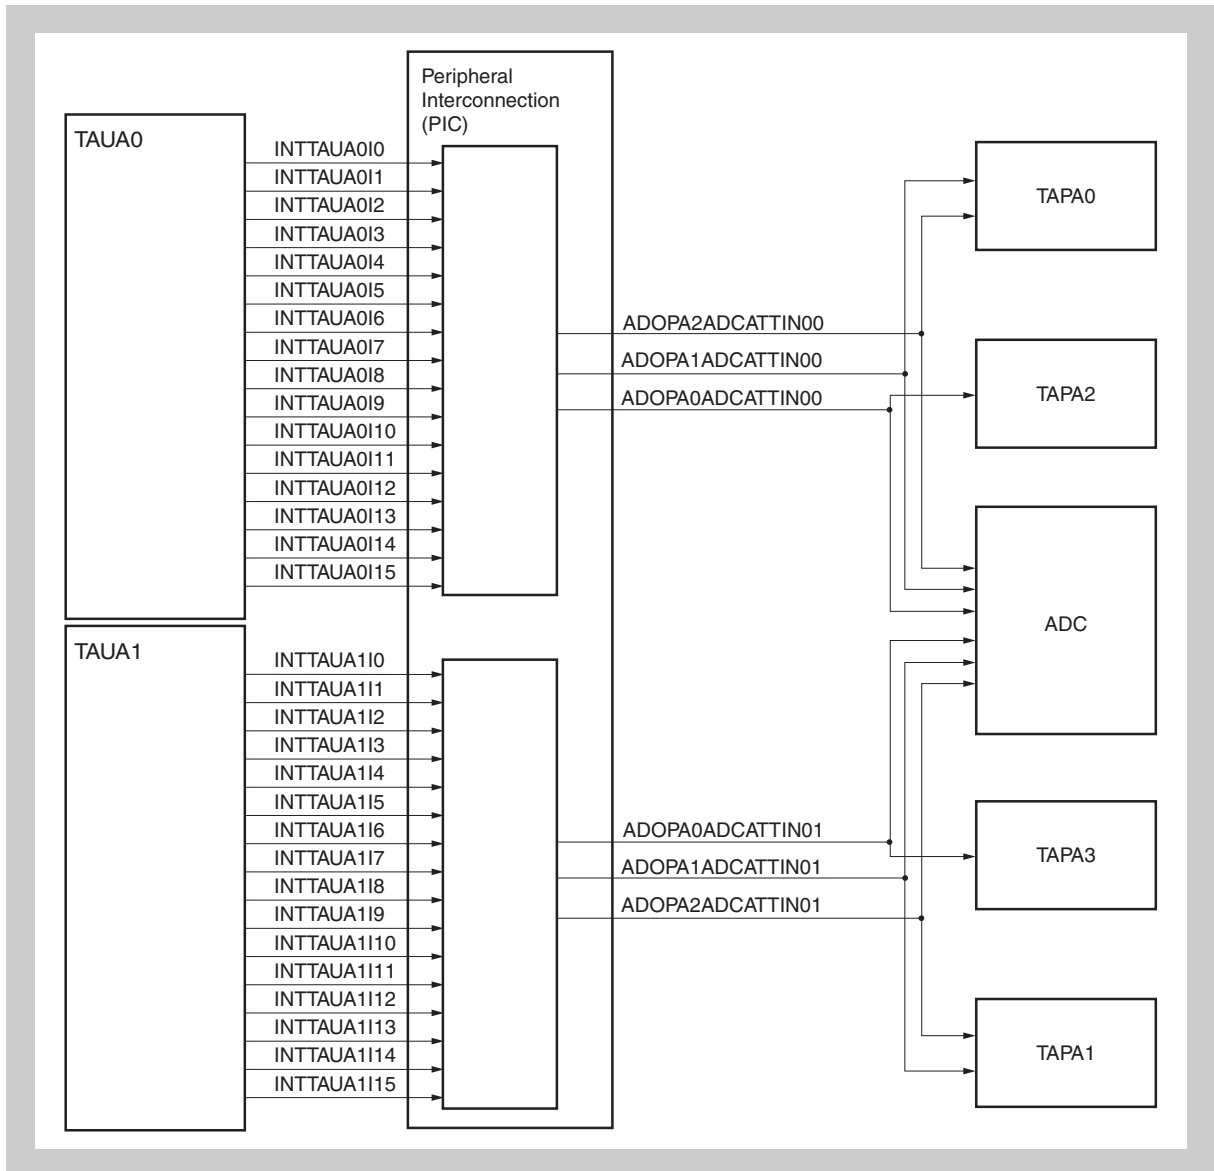 Peripheral
Interconnection
(PIC)
TAUA0
INTTAUA0I0
INTTAUA0I1
INTTAUA0I2
INTTAUA0I3
INTTAUA0I4
INTTAUA0I5
INTTAUA0I6
INTTAUA0I7
INTTAUA0I8
INTTAUA0I9
INTTAUA0I10
INTTAUA0I11
INTTAUA0I12
INTTAUA0I13
INTTAUA0I14
INTTAUA0I15
ADOPA2ADCATTIN00
ADOPA1ADCATTIN00
ADOPA0ADCATTIN00
TAPA0
TAPA2
ADC
TAUA1
INTTAUA1I0
INTTAUA1I1
INTTAUA1I2
INTTAUA1I3
INTTAUA1I4
INTTAUA1I5
INTTAUA1I6
INTTAUA1I7
INTTAUA1I8
INTTAUA1I9
INTTAUA1I10
INTTAUA1I11
INTTAUA1I12
INTTAUA1I13
INTTAUA1I14
INTTAUA1I15
ADOPA0ADCATTIN01
ADOPA1ADCATTIN01
ADOPA2ADCATTIN01
TAPA3
TAPA1